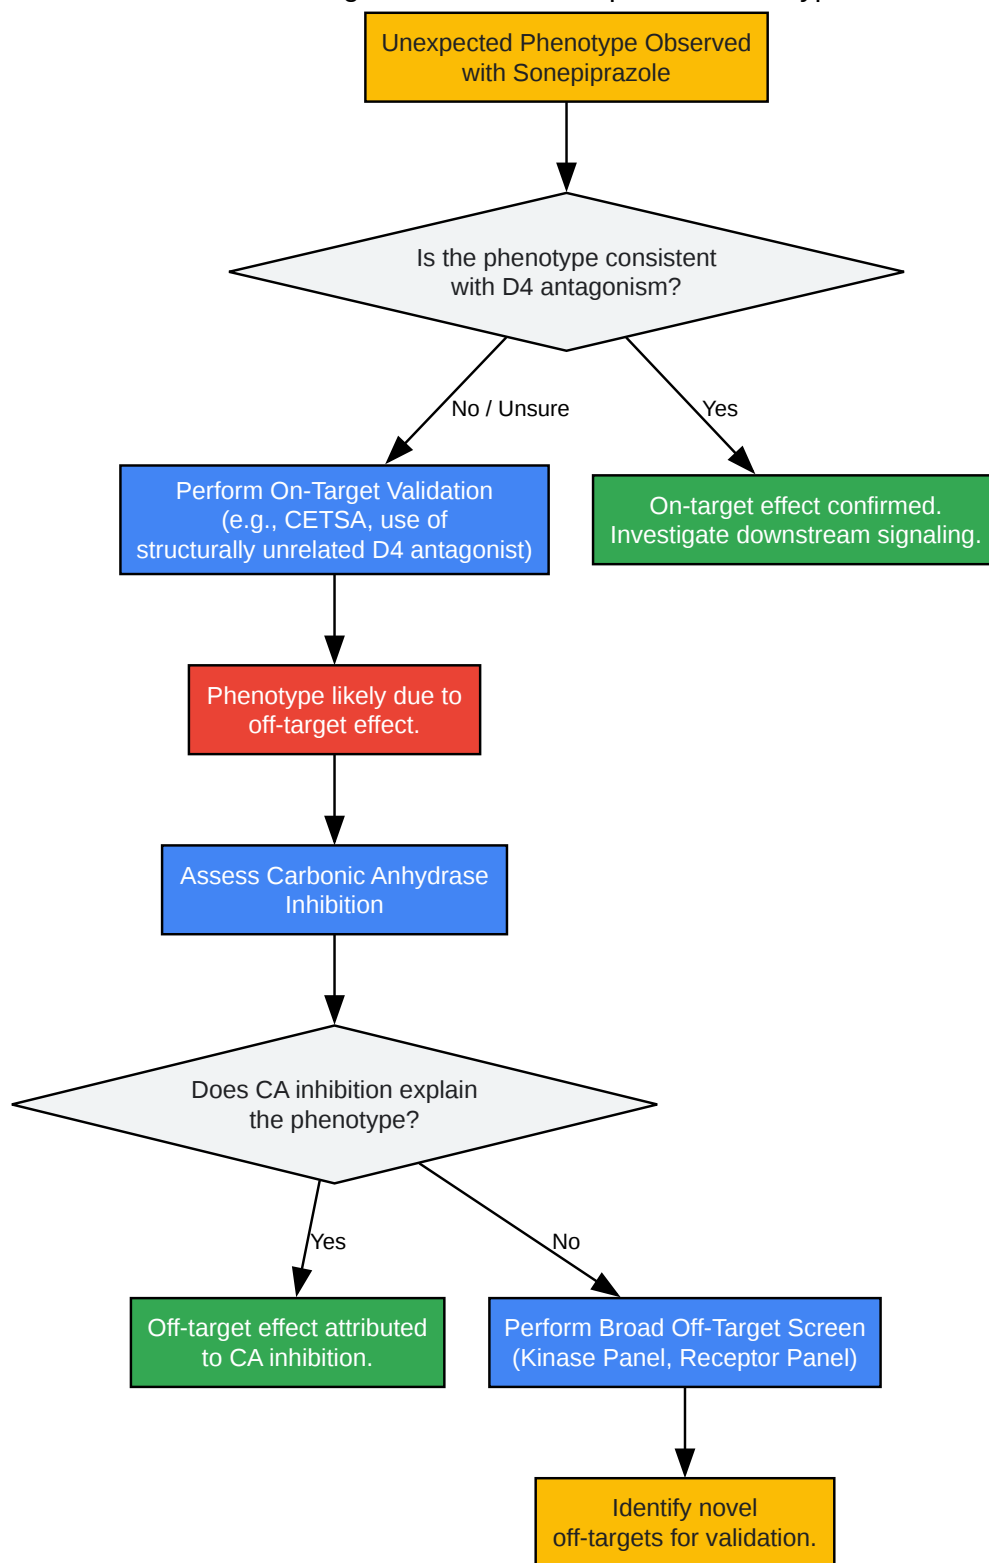 Unexpected Phenotype Observed
with Sonepiprazole
Is the phenotype consistent
with D4 antagonism?
No / Unsure
Yes
Perform On-Target Validation
(e.g., CETSA, use of
structurally unrelated D4 antagonist)
On-target effect confirmed.
Investigate downstream signaling.
Phenotype likely due to
off-target effect.
Assess Carbonic Anhydrase
Inhibition
Does CA inhibition explain
the phenotype?
Yes
No
Off-target effect attributed
to CA inhibition.
Perform Broad Off-Target Screen
(Kinase Panel, Receptor Panel)
Identify novel
off-targets for validation.